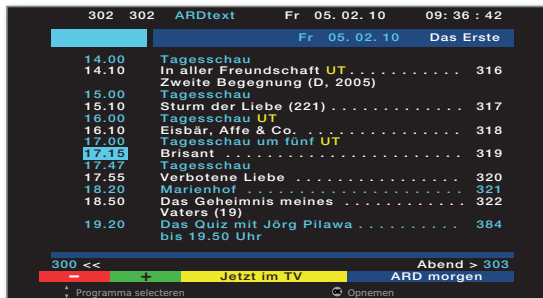 302 302 ARDtext Fr 05. 02. 10 09: 36 : 42
Fr 05. 02. 10 Das Erste
14.00 Tagesschau
14.10 In aller Freundschaft UT . . . . . . . . . . . 316
Zweite Begegnung (D, 2005)
15.00 Tagesschau
15.10 Sturm der Liebe (221) . . . . . . . . . . . . 317
16.00 Tagesschau UT
16.10 Eisbär, Affe & Co. . . . . . . . . . . . . . . 318
17.00 Tagesschau um fünf UT
17.15 Brisant . . . . . . . . . . . . . . . . . . 319
17.47 Tagesschau
17.55 Verbotene Liebe . . . . . . . . . . . . . . 320
18.20 Marienhof . . . . . . . . . . . . . . . . . 321
18.50 Das Geheimnis meines . . . . . . . . . . 322
Vaters (19)
19.20 Das Quiz mit Jörg Pilawa . . . . . . . . . 384
bis 19.50 Uhr
300 << Abend > 303
− + Jetzt im TV ARD morgen
Programma selecteren Opnemen